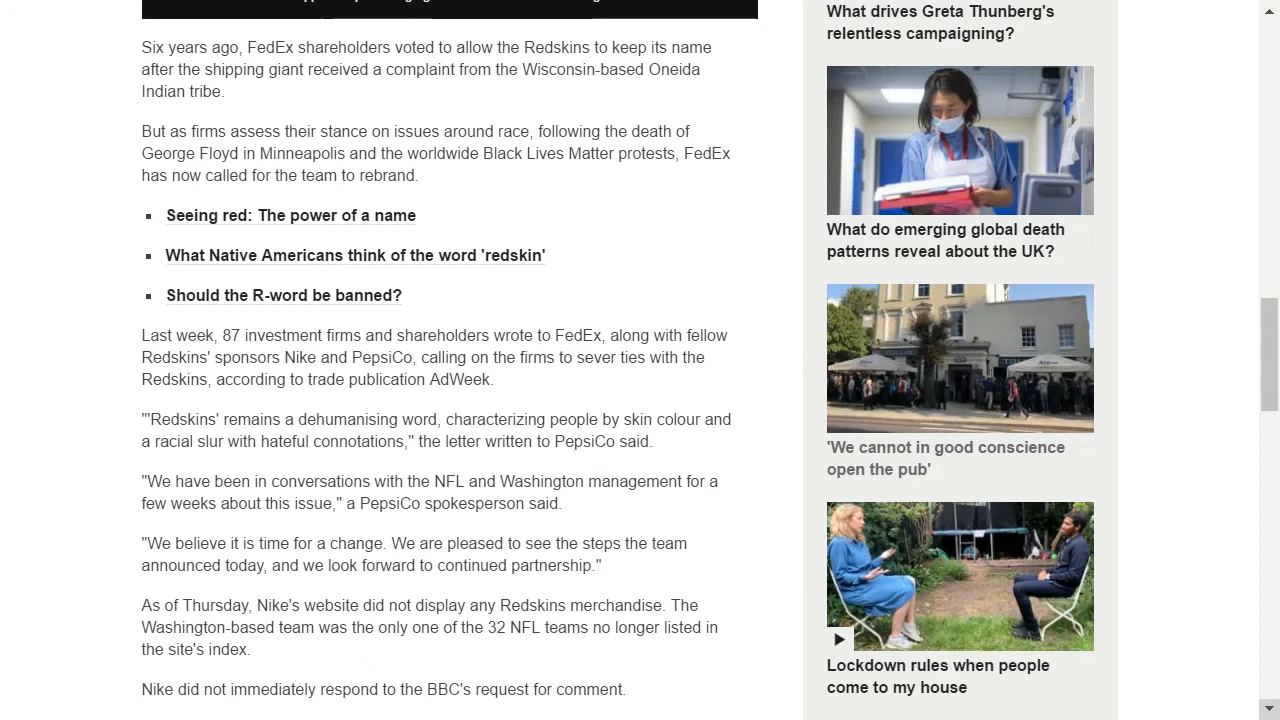 Six years ago, FedEx shareholders voted to allow the Redskins to keep its name
after the shipping giant received a complaint from the Wisconsin-based Oneida
Indian tribe.
But as firms assess their stance on issues around race, following the death of
George Floyd in Minneapolis and the worldwide Black Lives Matter protests, FedEx
has now called for the team to rebrand.
Seeing red: The power of a name
What Native Americans think of the word 'redskin'
Should the R-word be banned?
Last week, 87 investment firms and shareholders wrote to FedEx, along with fellow
Redskins' sponsors Nike and PepsiCo, calling on the firms to sever ties with the
Redskins, according to trade publication AdWeek.
"'Redskins' remains a dehumanising word, characterizing people by skin colour and
a racial slur with hateful connotations," the letter written to PepsiCo said.
"We have been in conversations with the NFL and Washington management for a
few weeks about this issue," a PepsiCo spokesperson said.
"We believe it is time for a change. We are pleased to see the steps the team
announced today, and we look forward to continued partnership."
As of Thursday, Nike's website did not display any Redskins merchandise. The
Washington-based team was the only one of the 32 NFL teams no longer listed in
the site's index.
Nike did not immediately respond to the BBC's request for comment.
What drives Greta Thunberg's
relentless campaigning?
What do emerging global death
patterns reveal about the UK?
'We cannot in good conscience
open the pub'
Lockdown rules when people
come to my house